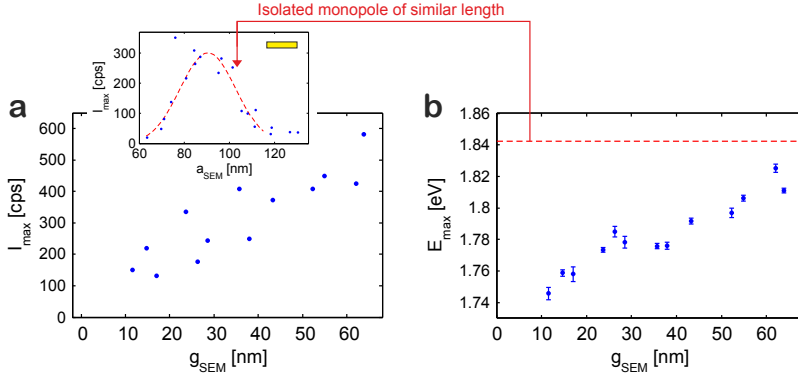 Isolated monopole of similar length
300
200
100
0
I_max [cps]
60 80 100 120
a_SEM [nm]
a
600
500
400
300
200
100
0
I_max [cps]
0 10 20 30 40 50 60
g_SEM [nm]
b
1.86
1.84
1.82
1.8
1.78
1.76
1.74
E_max [eV]
0 10 20 30 40 50 60
g_SEM [nm]